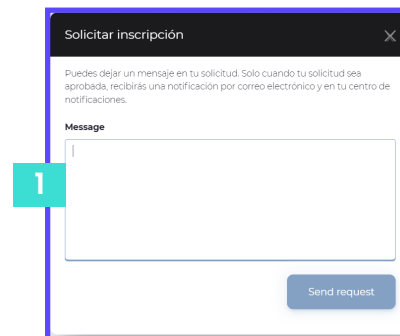 Solicitar inscripción
Puedes dejar un mensaje en tu solicitud. Solo cuando tu solicitud sea
aprobada, recibirás una notificación por correo electrónico y en tu centro de
notificaciones.
Message
1
Send request